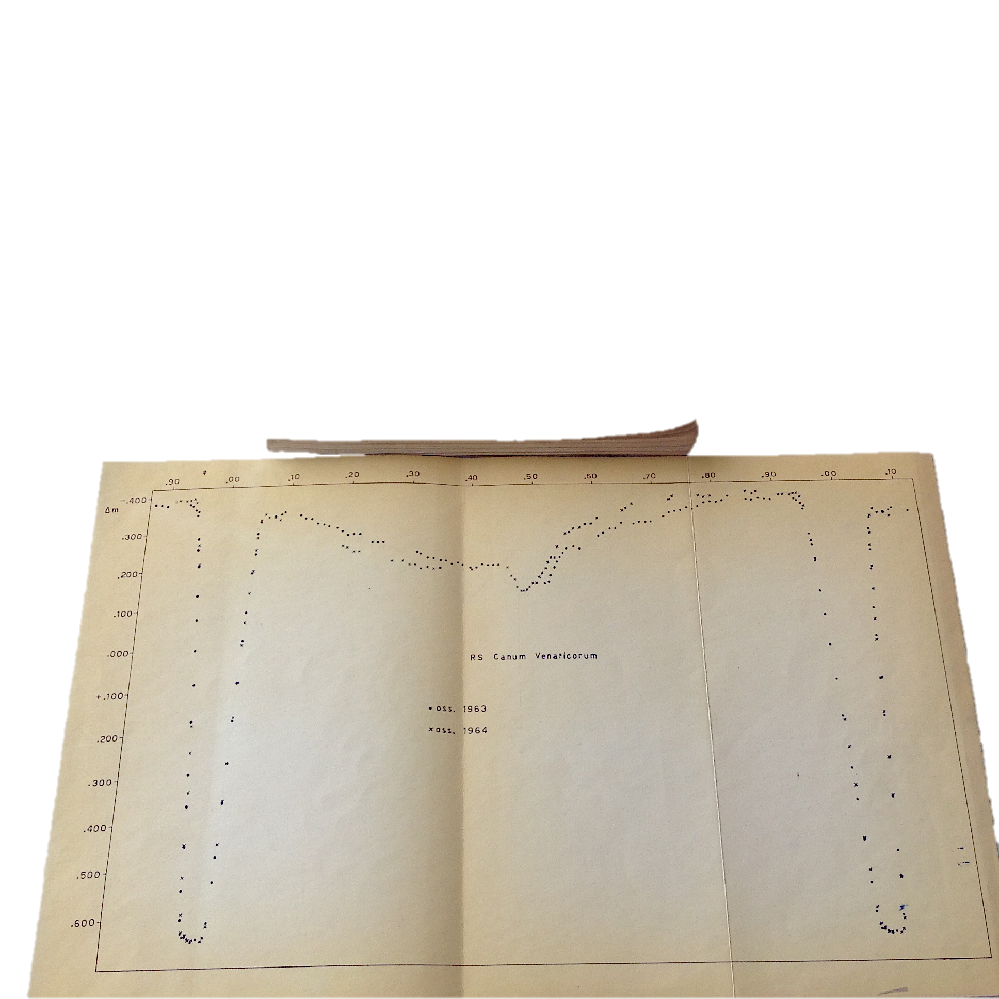 φ
.90 .00 .10 .20 .30 .40 .50 .60 .70 .80 .90 .00 .10
-.400
Δm
.300
.200
.100
.000
+.100
.200
.300
.400
.500
.600
RS Canum Venaticorum
• oss. 1963
x oss. 1964